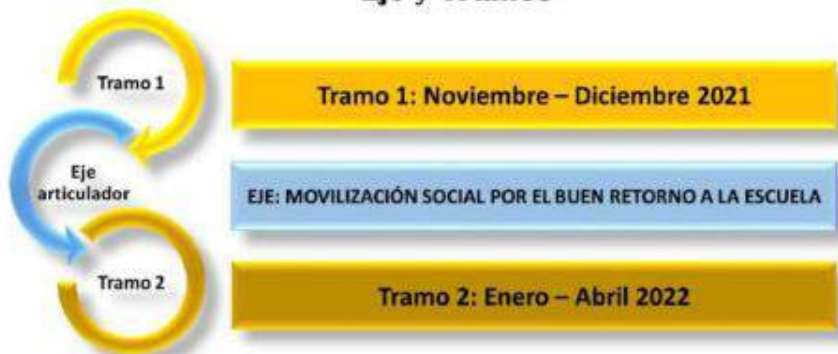 Tramo 1
Tramo 1: Noviembre – Diciembre 2021
Eje
articulador
EJE: MOVILIZACIÓN SOCIAL POR EL BUEN RETORNO A LA ESCUELA
Tramo 2
Tramo 2: Enero – Abril 2022